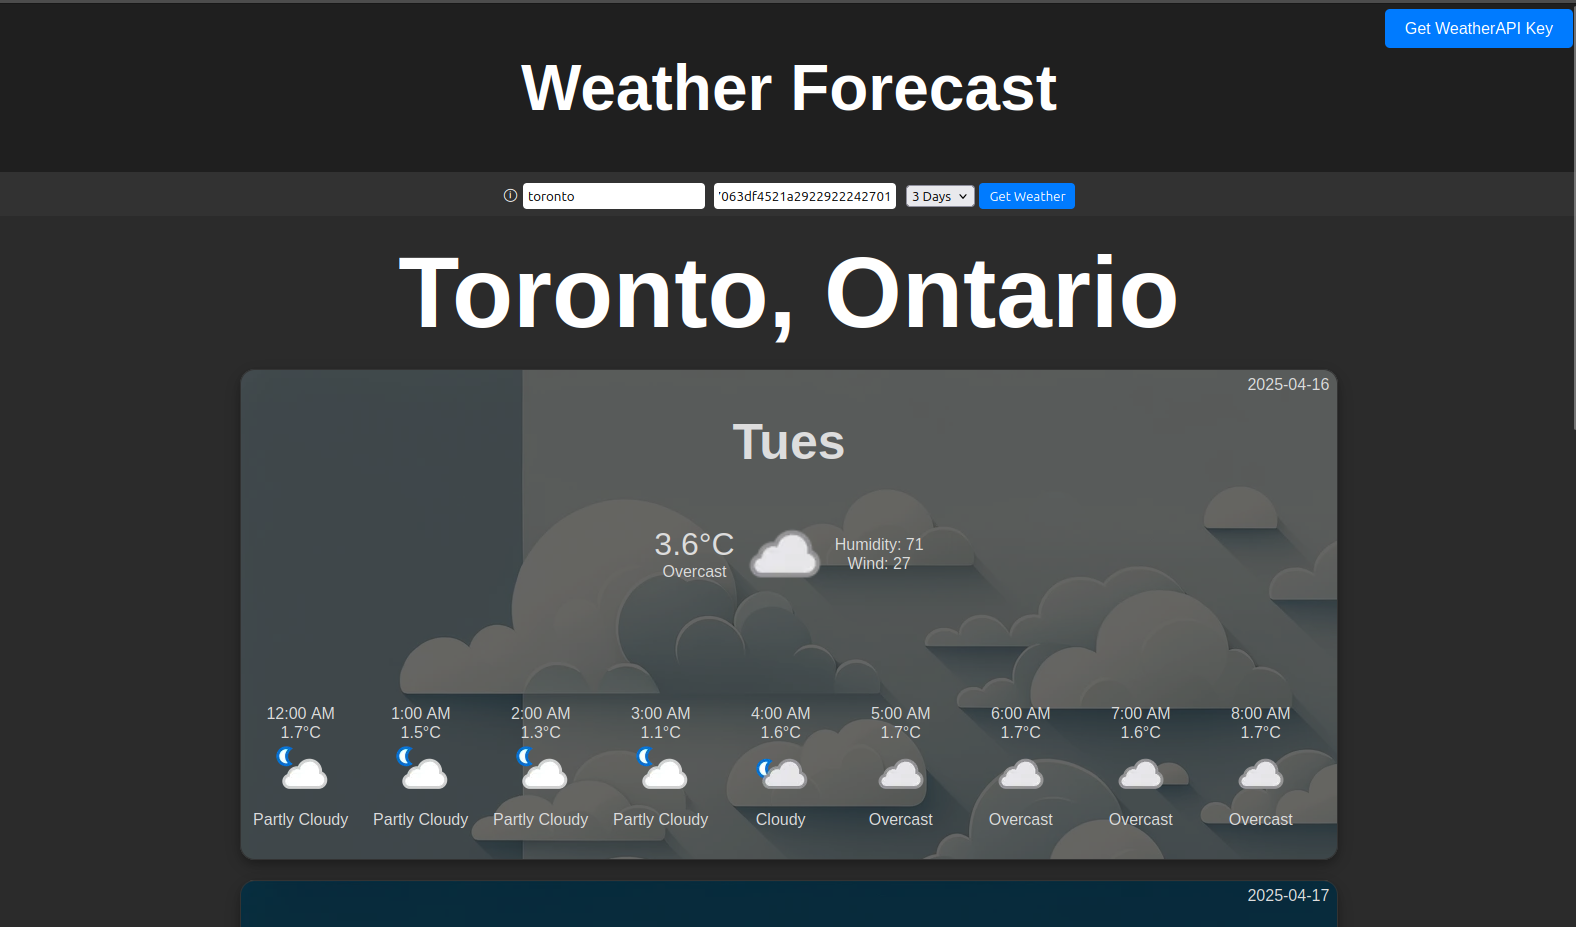 Get WeatherAPI Key
Weather Forecast
ⓘ toronto 063df4521a2922922242701 3 Days Get Weather
Toronto, Ontario
2025-04-16
Tues
3.6°C
Overcast
Humidity: 71
Wind: 27
12:00 AM 1:00 AM 2:00 AM 3:00 AM 4:00 AM 5:00 AM 6:00 AM 7:00 AM 8:00 AM
1.7°C 1.5°C 1.3°C 1.1°C 1.6°C 1.7°C 1.7°C 1.6°C 1.7°C
Partly Cloudy Partly Cloudy Partly Cloudy Partly Cloudy Cloudy Overcast Overcast Overcast Overcast
2025-04-17